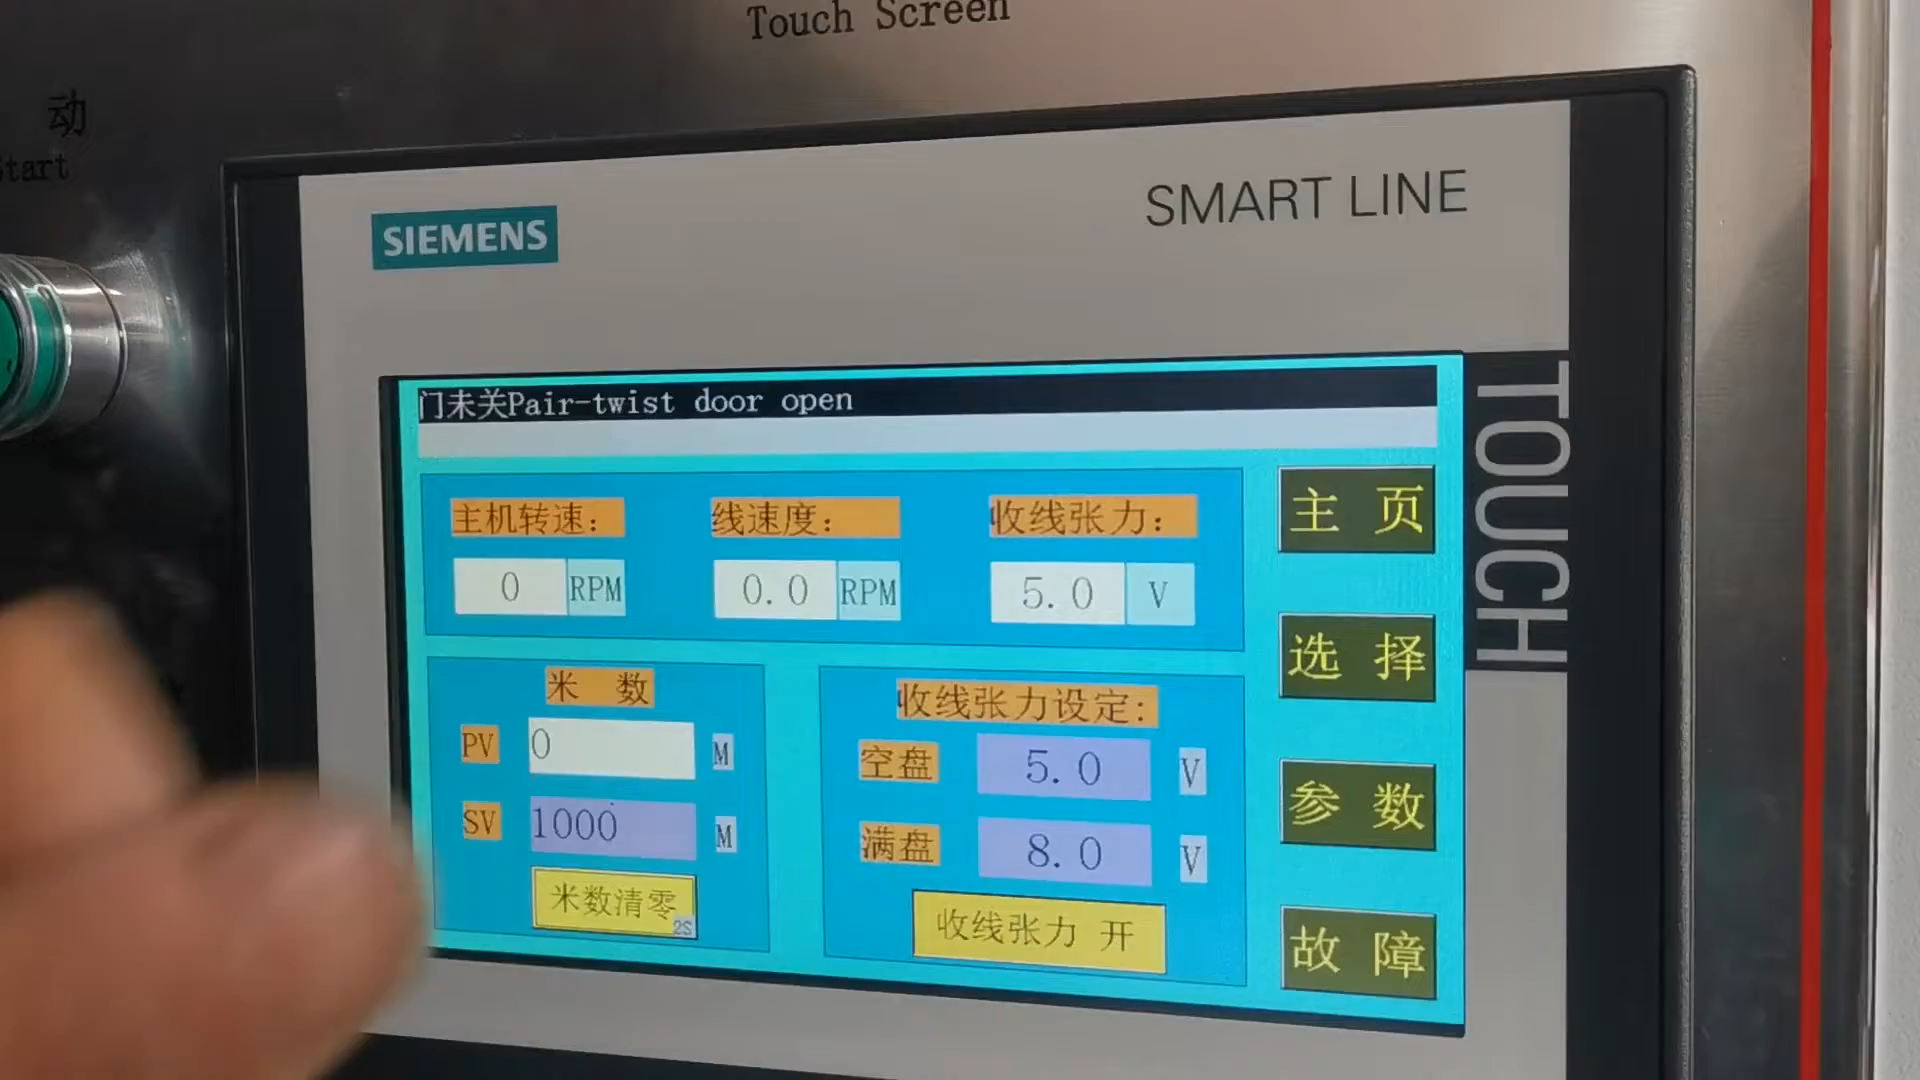 Touch Screen
动
Start
SIEMENS
SMART LINE
TOUCH
门未关Pair-twist door open
主机转速: 线速度: 收线张力:
0 RPM 0.0 RPM 5.0 V
米 数
PV 0 M
SV 1000 M
米数清零
2S
收线张力设定:
空盘 5.0 V
满盘 8.0 V
收线张力 开
主 页
选 择
参 数
故 障